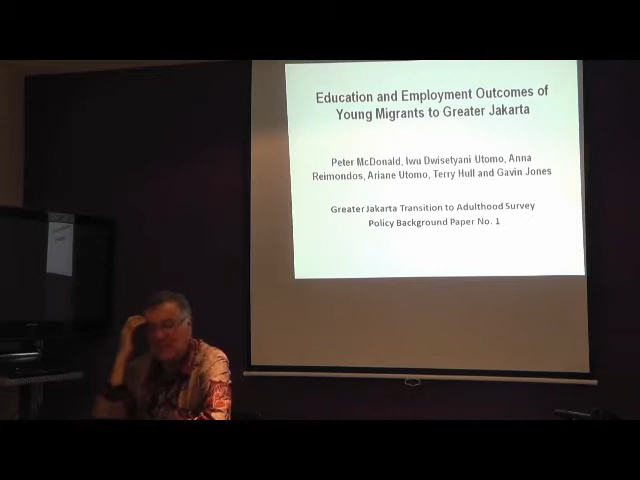 Education and Employment Outcomes of
Young Migrants to Greater Jakarta
Peter McDonald, Iwu Dwisetyani Utomo, Anna
Reimondos, Ariane Utomo, Terry Hull and Gavin Jones
Greater Jakarta Transition to Adulthood Survey
Policy Background Paper No. 1